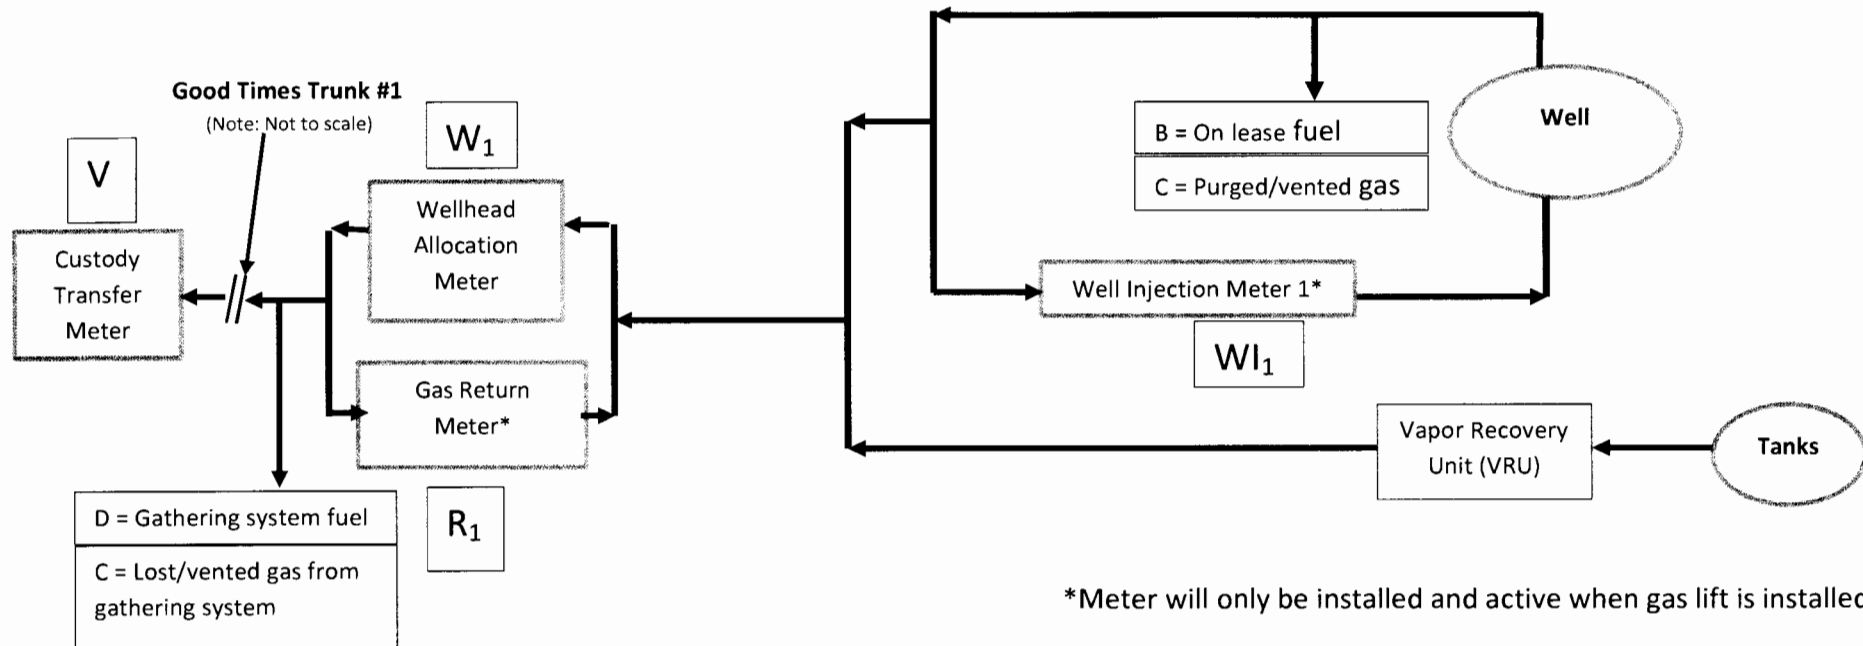 Good Times Trunk #1
(Note: Not to scale)
V
Custody
Transfer
Meter
W₁
Wellhead
Allocation
Meter
Gas Return
Meter*
R₁
D = Gathering system fuel
C = Lost/vented gas from
gathering system
B = On lease fuel
C = Purged/vented gas
Well
Well Injection Meter 1*
WI₁
Vapor Recovery
Unit (VRU)
Tanks
*Meter will only be installed and active when gas lift is installed